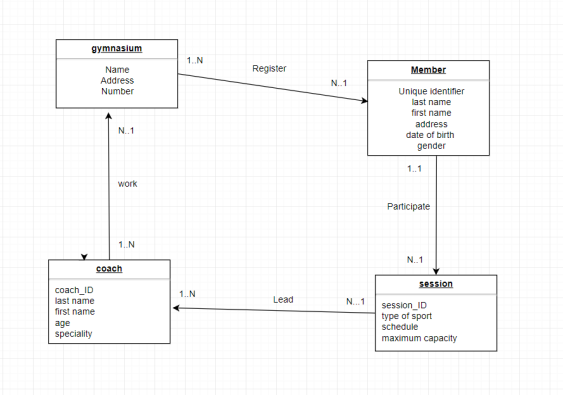 gymnasium
Name
Address
Number
1..N
Register
N..1
Member
Unique identifier
last name
first name
address
date of birth
gender
N..1
work
1..N
1..1
Participate
N..1
coach
coach_ID
last name
first name
age
speciality
1..N
Lead
N...1
session
session_ID
type of sport
schedule
maximum capacity